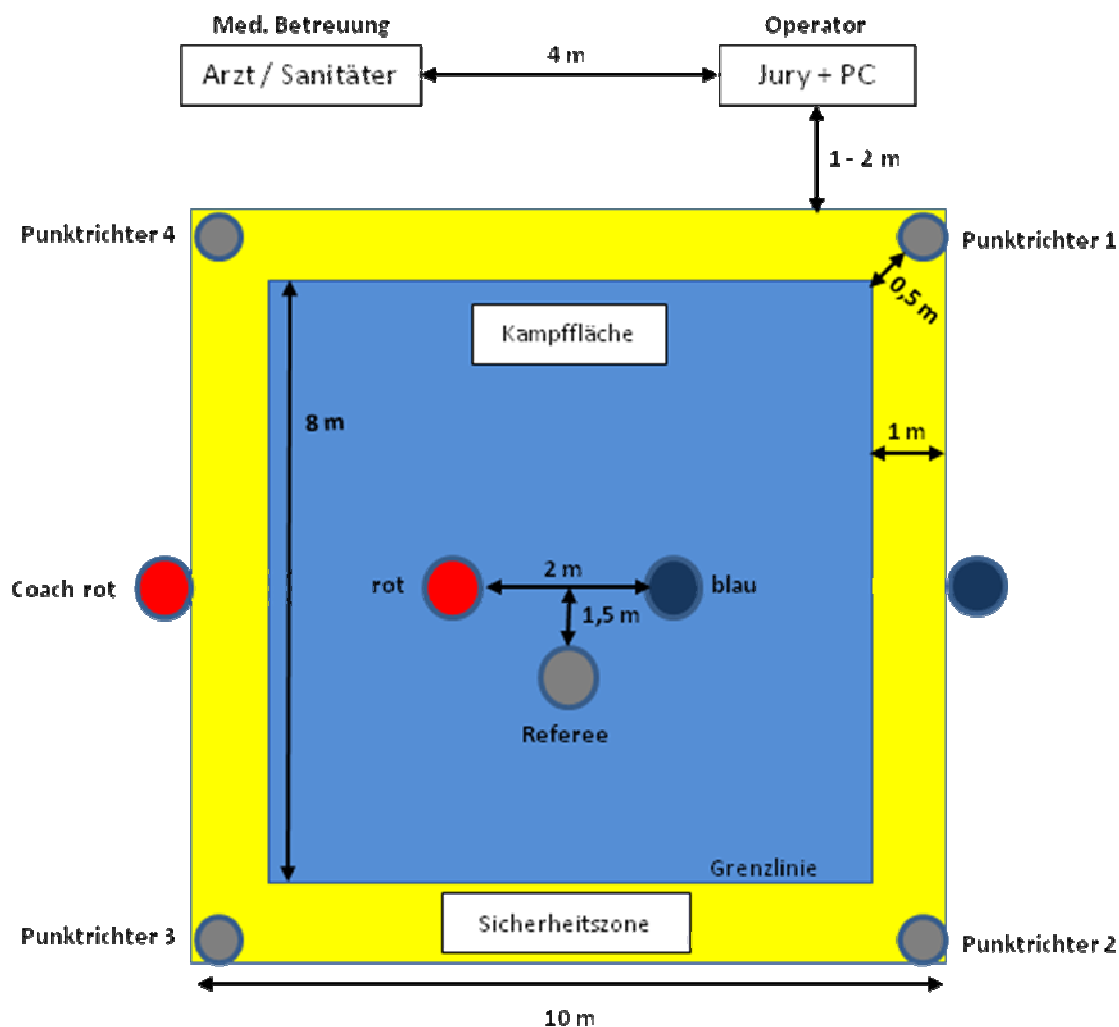 Med. Betreuung
Operator
Arzt / Sanitäter
4 m
Jury + PC
1 - 2 m
Punktrichter 4
Punktrichter 1
0,5 m
Kampffläche
8 m
1 m
2 m
Coach rot
rot
blau
1,5 m
Referee
Grenzlinie
Sicherheitszone
Punktrichter 3
Punktrichter 2
10 m